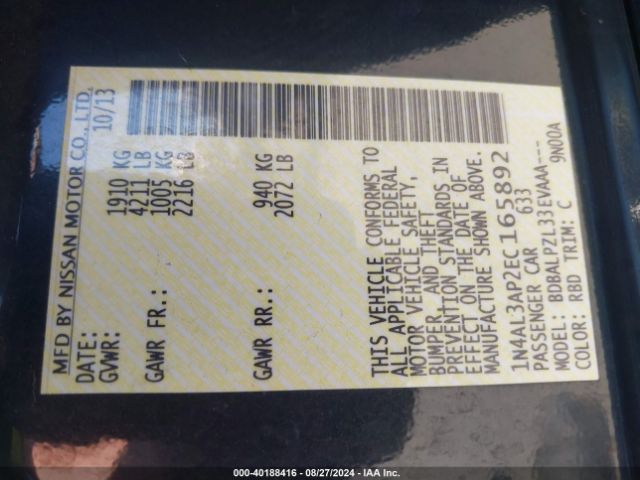 MFD BY NISSAN MOTOR CO., LTD.
DATE: 10/13
GVWR: 1910 KG
4211 LB
GAWR FR.: 1005 KG
2216 LB
GAWR RR.: 940 KG
2072 LB
THIS VEHICLE CONFORMS TO
ALL APPLICABLE FEDERAL
MOTOR VEHICLE SAFETY,
BUMPER, AND THEFT
PREVENTION STANDARDS IN
EFFECT ON THE DATE OF
MANUFACTURE SHOWN ABOVE.
1N4AL3AP2EC165892
PASSENGER CAR 633
MODEL: BDBALPZL33EVAAA---
COLOR: RBD TRIM: C 9N00A
000-40188416 - 08/27/2024 - IAA Inc.